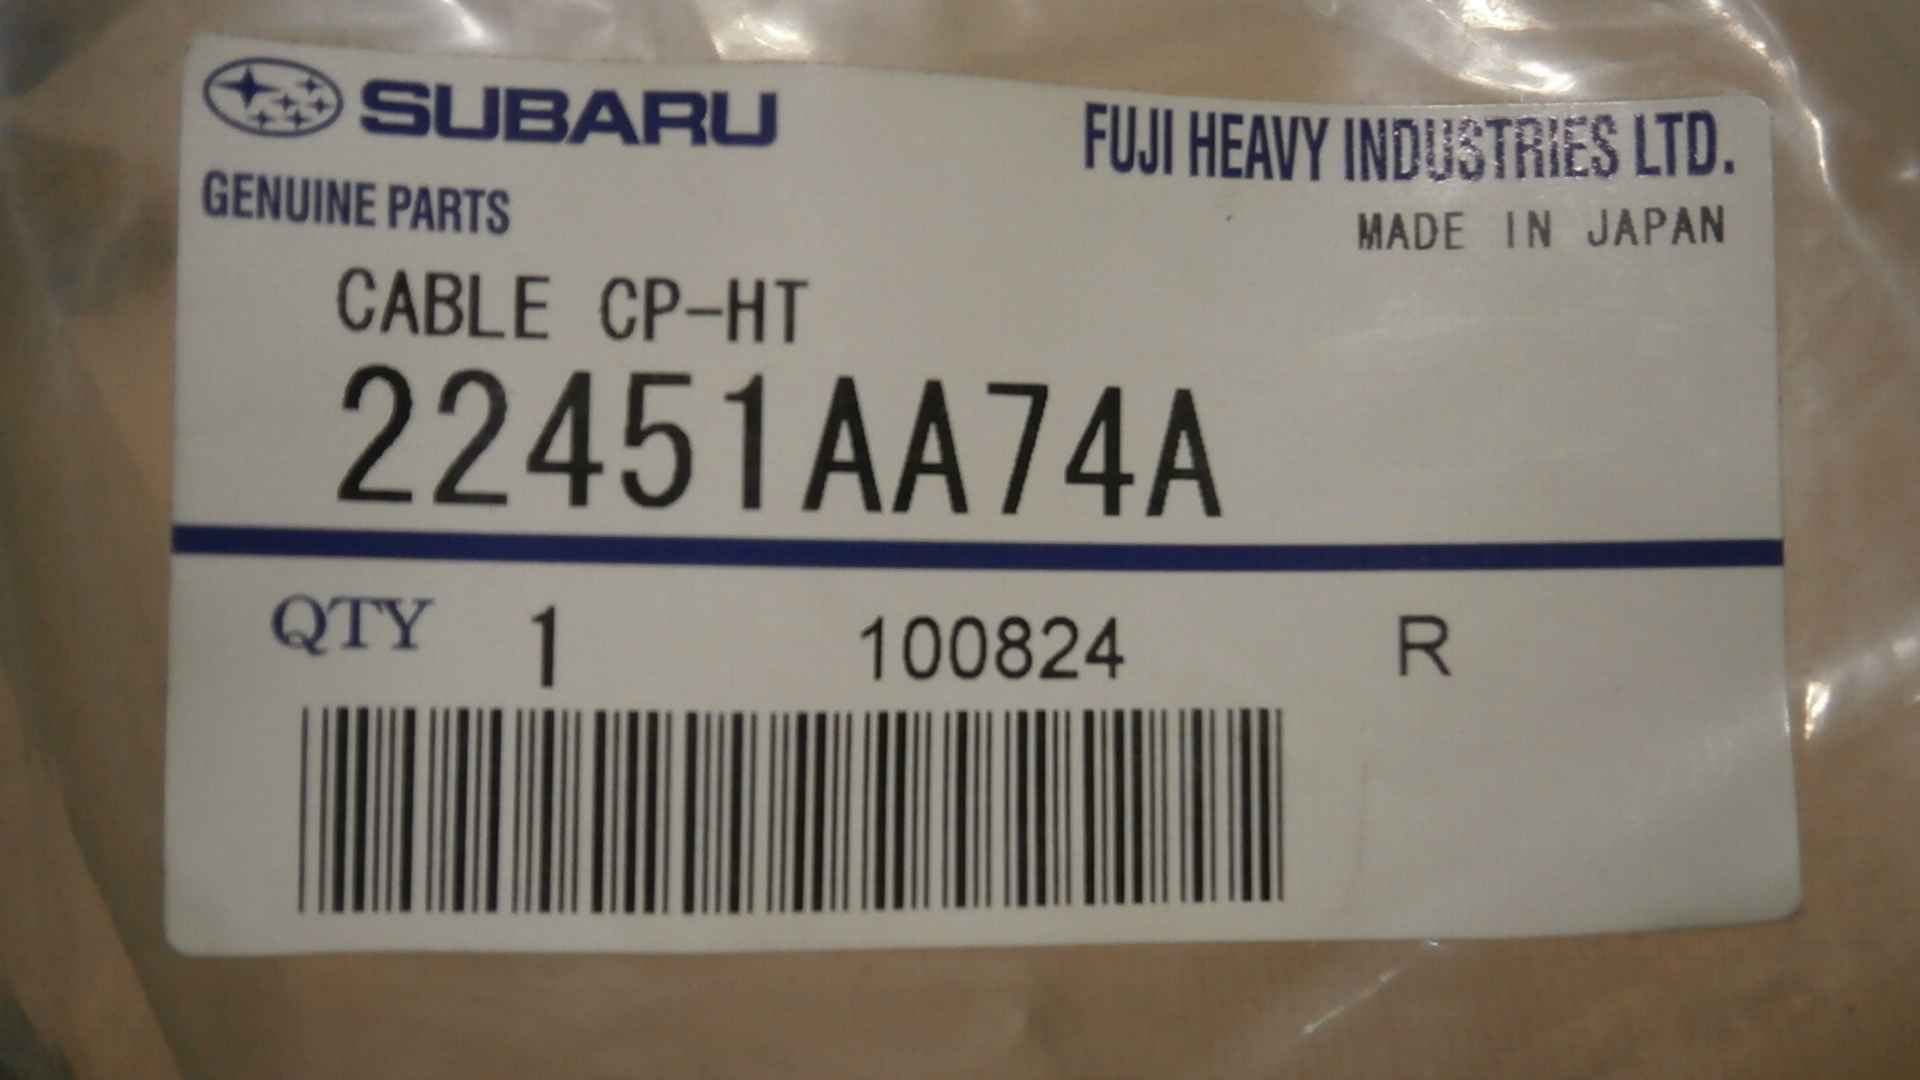 SUBARU
FUJI HEAVY INDUSTRIES LTD.
GENUINE PARTS
MADE IN JAPAN
CABLE CP-HT
22451AA74A
QTY 1 100824 R